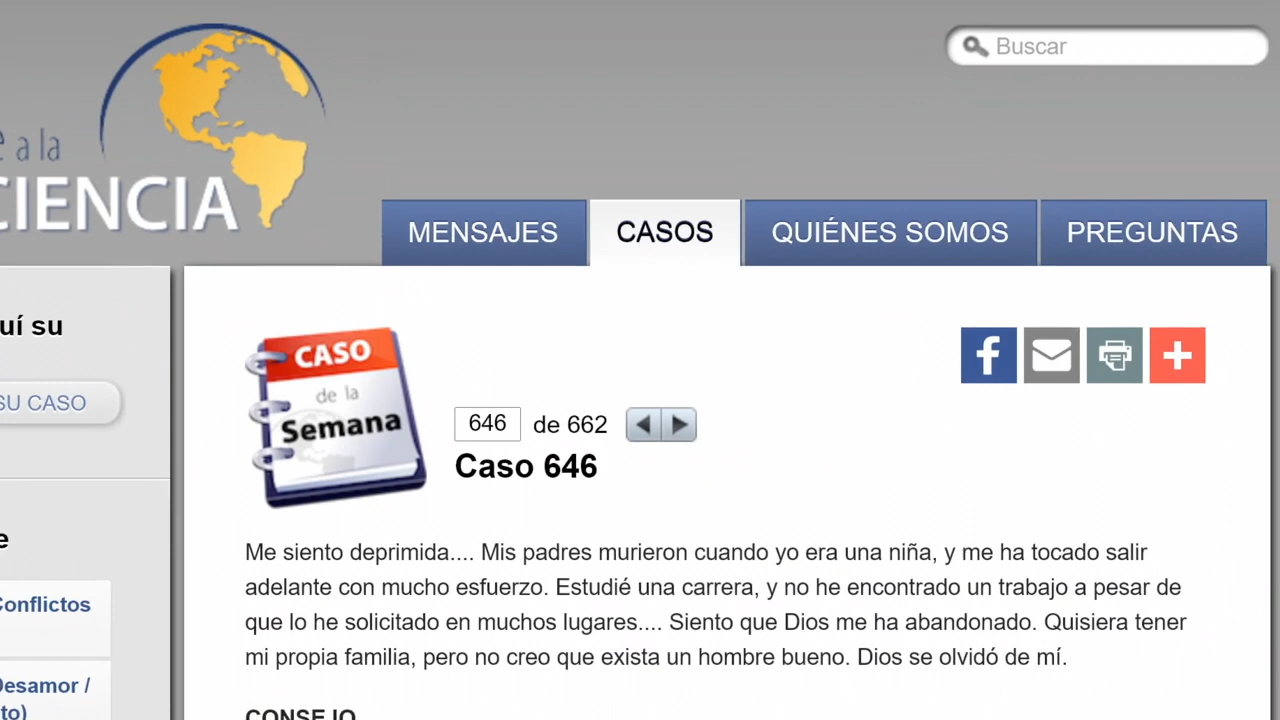 Buscar
e a la
CIENCIA
MENSAJES
CASOS
QUIÉNES SOMOS
PREGUNTAS
uí su
SU CASO
e
Conflictos
Desamor /
to)
CASO
de la
Semana
646 de 662
Caso 646
Me siento deprimida.... Mis padres murieron cuando yo era una niña, y me ha tocado salir
adelante con mucho esfuerzo. Estudié una carrera, y no he encontrado un trabajo a pesar de
que lo he solicitado en muchos lugares.... Siento que Dios me ha abandonado. Quisiera tener
mi propia familia, pero no creo que exista un hombre bueno. Dios se olvidó de mí.
CONSEJO